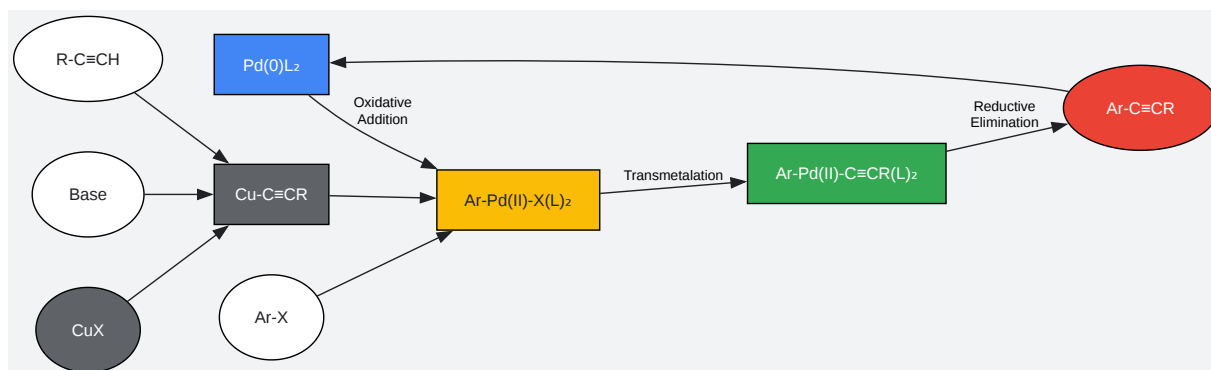 R-C≡CH
Pd(0)L₂
Oxidative
Addition
Reductive
Elimination
Ar-C≡CR
Base
Cu-C≡CR
Ar-Pd(II)-X(L)₂
Transmetalation
Ar-Pd(II)-C≡CR(L)₂
CuX
Ar-X